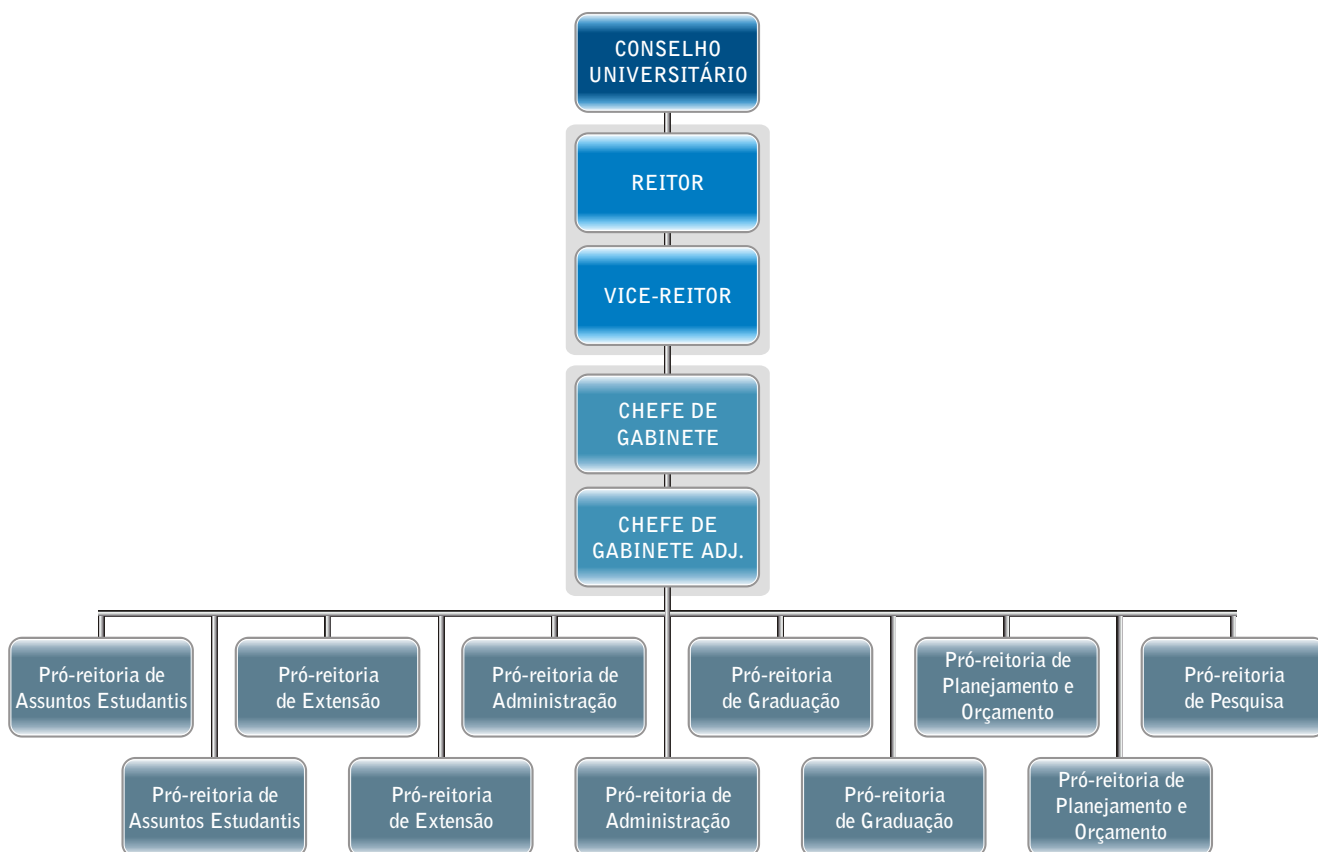 CONSELHO
UNIVERSITÁRIO
REITOR
VICE-REITOR
CHEFE DE
GABINETE
CHEFE DE
GABINETE ADJ.
Pró-reitoria de
Assuntos Estudantis
Pró-reitoria
de Extensão
Pró-reitoria de
Administração
Pró-reitoria
de Graduação
Pró-reitoria de
Planejamento e
Orçamento
Pró-reitoria
de Pesquisa
Pró-reitoria de
Assuntos Estudantis
Pró-reitoria
de Extensão
Pró-reitoria de
Administração
Pró-reitoria
de Graduação
Pró-reitoria de
Planejamento e
Orçamento